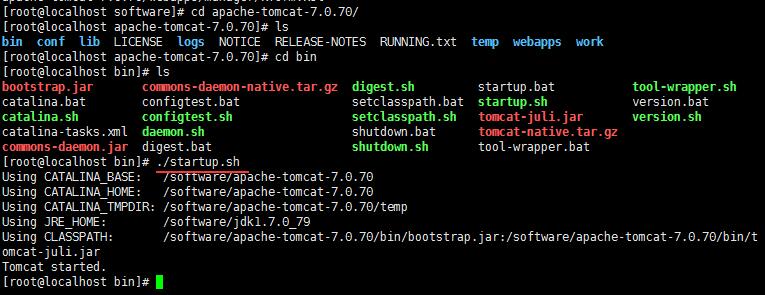 [root@localhost software]# cd apache-tomcat-7.0.70/
[root@localhost apache-tomcat-7.0.70]# ls
bin conf lib LICENSE logs NOTICE RELEASE-NOTES RUNNING.txt temp webapps work
[root@localhost apache-tomcat-7.0.70]# cd bin
[root@localhost bin]# ls
bootstrap.jar commons-daemon-native.tar.gz digest.sh startup.bat tool-wrapper.sh
catalina.bat configtest.bat setclasspath.bat startup.sh version.bat
catalina.sh configtest.sh setclasspath.sh tomcat-juli.jar version.sh
catalina-tasks.xml daemon.sh shutdown.bat tomcat-native.tar.gz
commons-daemon.jar digest.bat shutdown.sh tool-wrapper.bat
[root@localhost bin]# ./startup.sh
Using CATALINA_BASE: /software/apache-tomcat-7.0.70
Using CATALINA_HOME: /software/apache-tomcat-7.0.70
Using CATALINA_TMPDIR: /software/apache-tomcat-7.0.70/temp
Using JRE_HOME: /software/jdk1.7.0_79
Using CLASSPATH: /software/apache-tomcat-7.0.70/bin/bootstrap.jar:/software/apache-tomcat-7.0.70/bin/t
omcat-juli.jar
Tomcat started.
[root@localhost bin]#